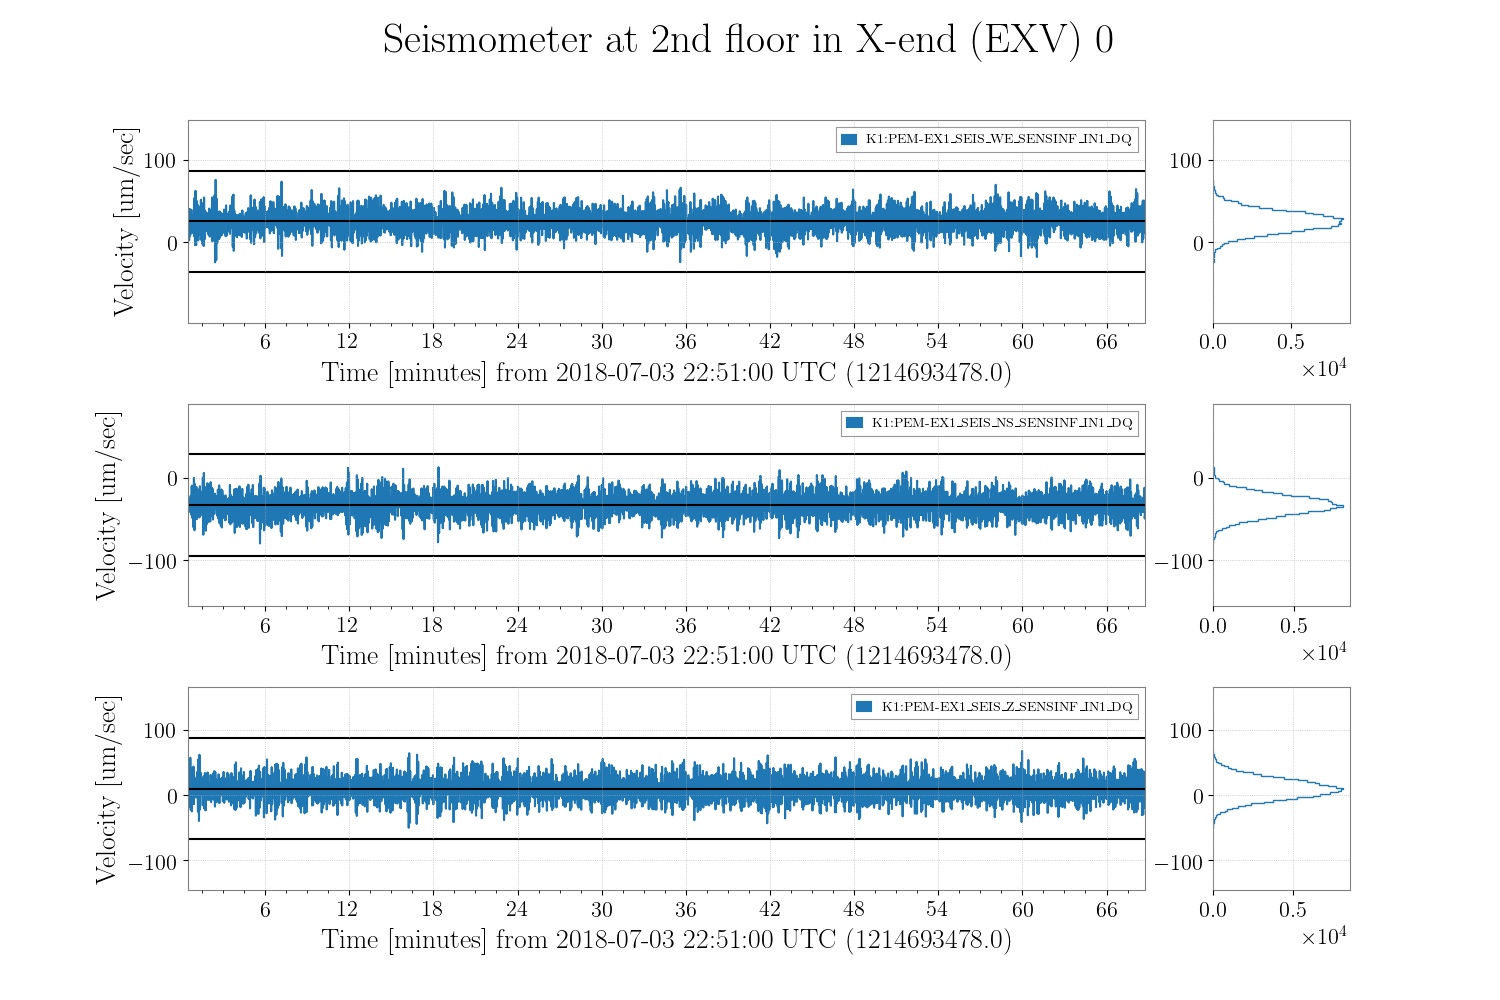 Seismometer at 2nd floor in X-end (EXV) 0
K1:PEM-EX1_SEIS_WE_SENSINF_IN1_DQ
Velocity [um/sec]
100
0
6 12 18 24 30 36 42 48 54 60 66
Time [minutes] from 2018-07-03 22:51:00 UTC (1214693478.0)
100
0
0.0 0.5
×10⁴
K1:PEM-EX1_SEIS_NS_SENSINF_IN1_DQ
Velocity [um/sec]
0
−100
6 12 18 24 30 36 42 48 54 60 66
Time [minutes] from 2018-07-03 22:51:00 UTC (1214693478.0)
0
−100
0.0 0.5
×10⁴
K1:PEM-EX1_SEIS_Z_SENSINF_IN1_DQ
Velocity [um/sec]
100
0
−100
6 12 18 24 30 36 42 48 54 60 66
Time [minutes] from 2018-07-03 22:51:00 UTC (1214693478.0)
100
0
−100
0.0 0.5
×10⁴